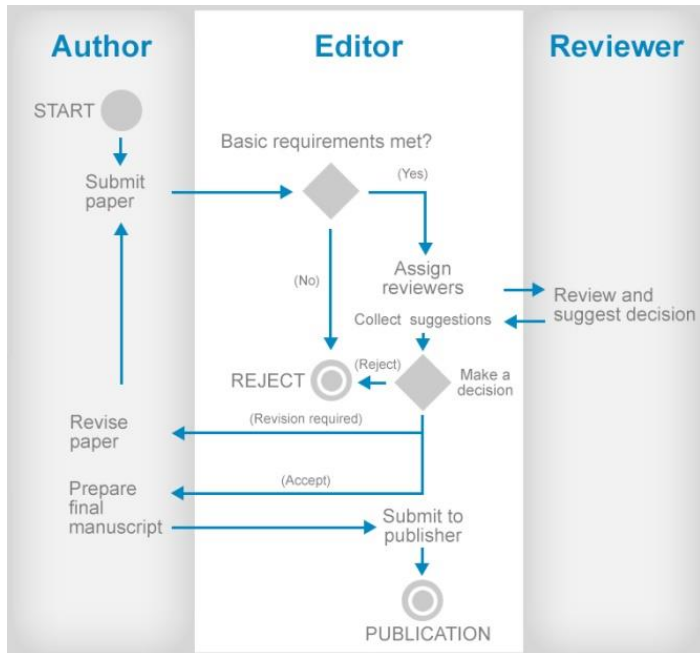 Author
Editor
Reviewer
START
Basic requirements met?
Submit
paper
(Yes)
(No)
Assign
reviewers
Review and
suggest decision
Collect  suggestions
REJECT
(Reject)
Make a
decision
Revise
paper
(Revision required)
Prepare
final
manuscript
(Accept)
Submit to
publisher
PUBLICATION